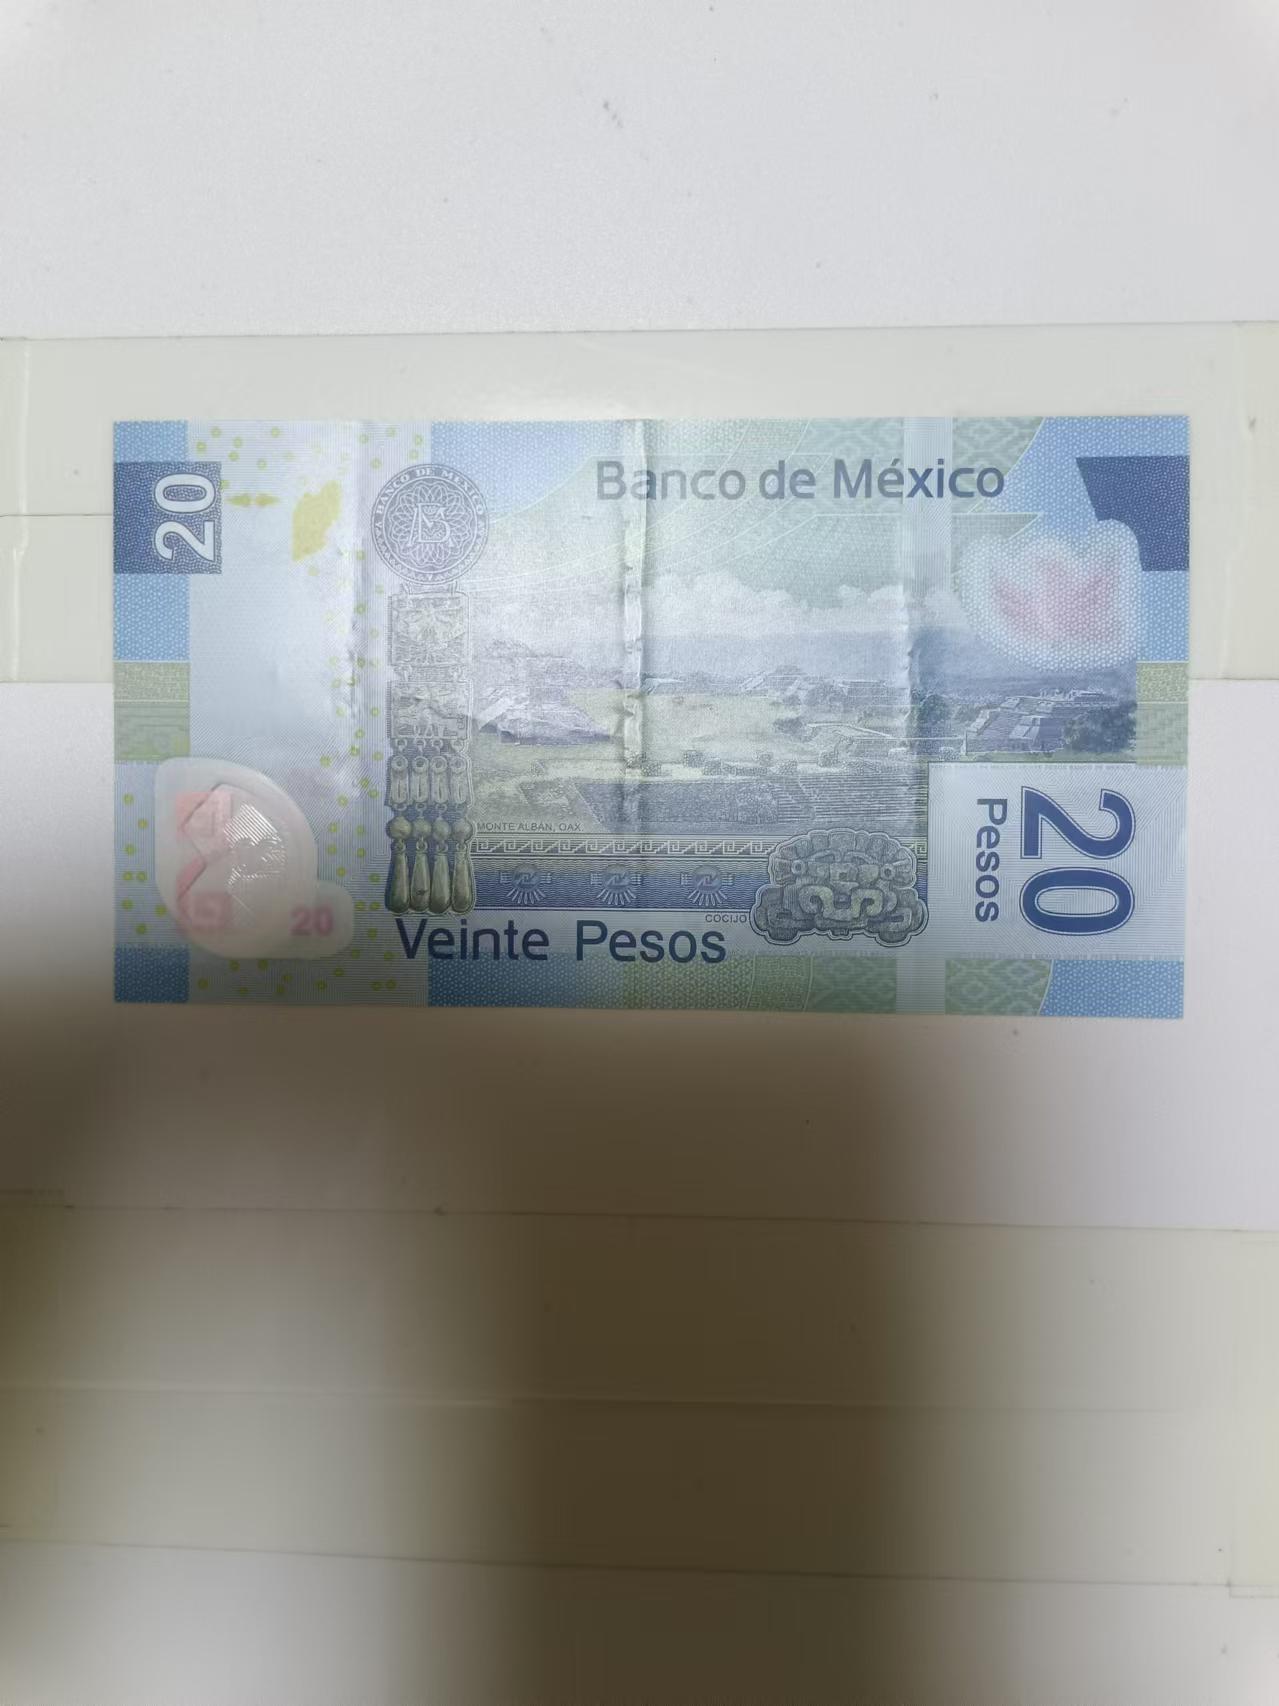 20
BANCO DE MEXICO
Banco de México
MONTE ALBÁN, OAX.
20
Pesos
20
COCIJO
Veinte Pesos